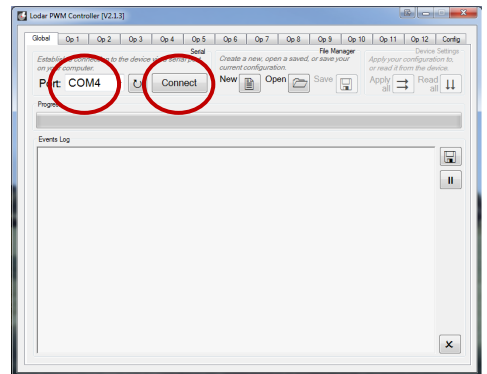 Lodar PWM Controller [V2.1.3]
Global Op 1 Op 2 Op 3 Op 4 Op 5 Op 6 Op 7 Op 8 Op 9 Op 10 Op 11 Op 12 Config
Serial
Establish connection to the device via a serial port
on your computer.
Port: COM4 Connect
File Manager
Create a new, open a saved, or save your
current configuration.
New Open Save
Device Settings
Apply your configuration to,
or read it from the device.
Apply all Read all
Progress
Events Log